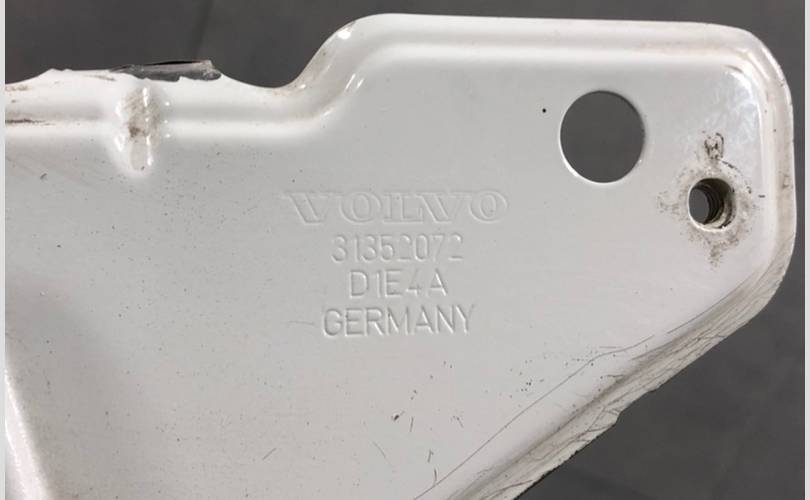 VOLVO
31352072
D1E4A
GERMANY